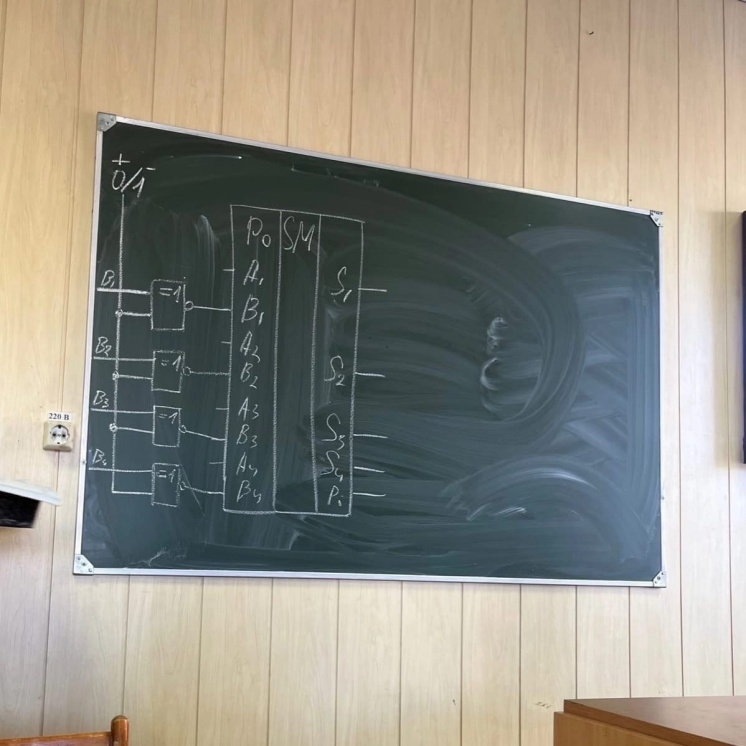 + -
0/1
P₀ SM
B₁ =1 A₁ S₁
B₁
B₂ =1 A₂
B₂ S₂
B₃ =1 A₃
B₃ S₃
B₄ =1 A₄ S₄
B₄ Pᵢ
220 В